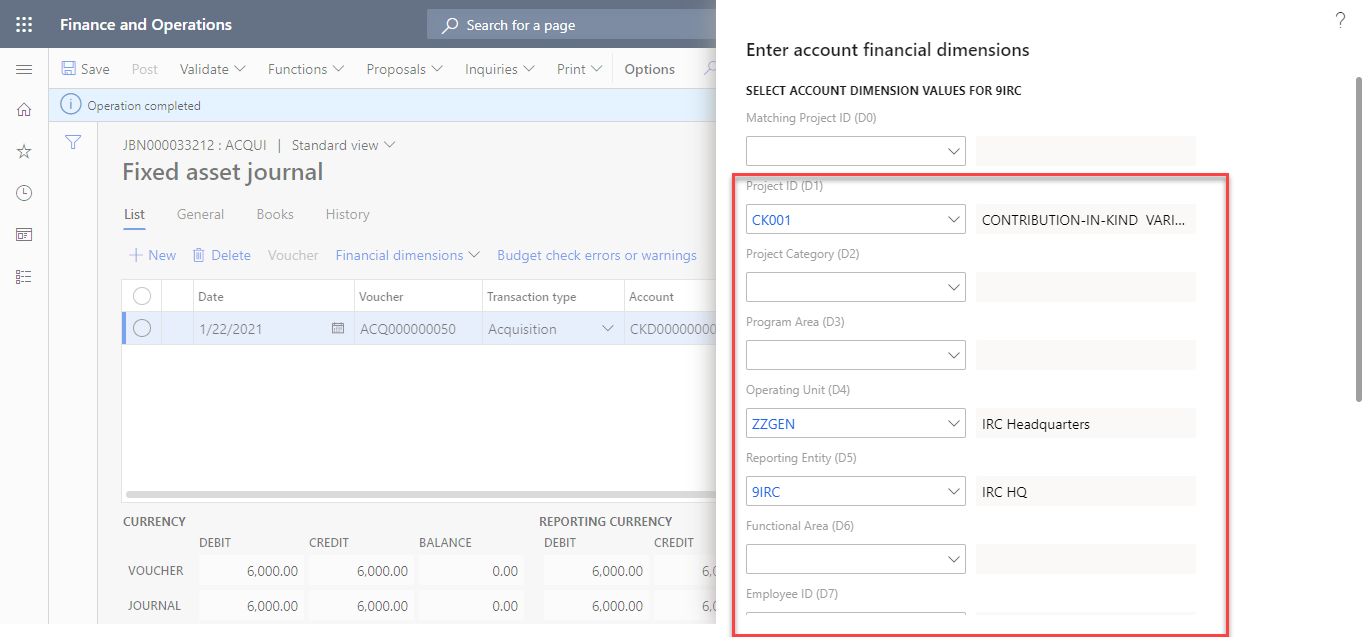 Finance and Operations
Search for a page
?
Save Post Validate Functions Proposals Inquiries Print Options
Operation completed
JBN000033212 : ACQUI | Standard view
Fixed asset journal
List General Books History
New Delete Voucher Financial dimensions Budget check errors or warnings
Date Voucher Transaction type Account
1/22/2021 ACQ000000050 Acquisition CKD00000000
CURRENCY REPORTING CURRENCY
DEBIT CREDIT BALANCE DEBIT CREDIT
VOUCHER 6,000.00 6,000.00 0.00 6,000.00 6,0
JOURNAL 6,000.00 6,000.00 0.00 6,000.00 6,0
Enter account financial dimensions
SELECT ACCOUNT DIMENSION VALUES FOR 9IRC
Matching Project ID (D0)
Project ID (D1)
CK001 CONTRIBUTION-IN-KIND VARI...
Project Category (D2)
Program Area (D3)
Operating Unit (D4)
ZZGEN IRC Headquarters
Reporting Entity (D5)
9IRC IRC HQ
Functional Area (D6)
Employee ID (D7)